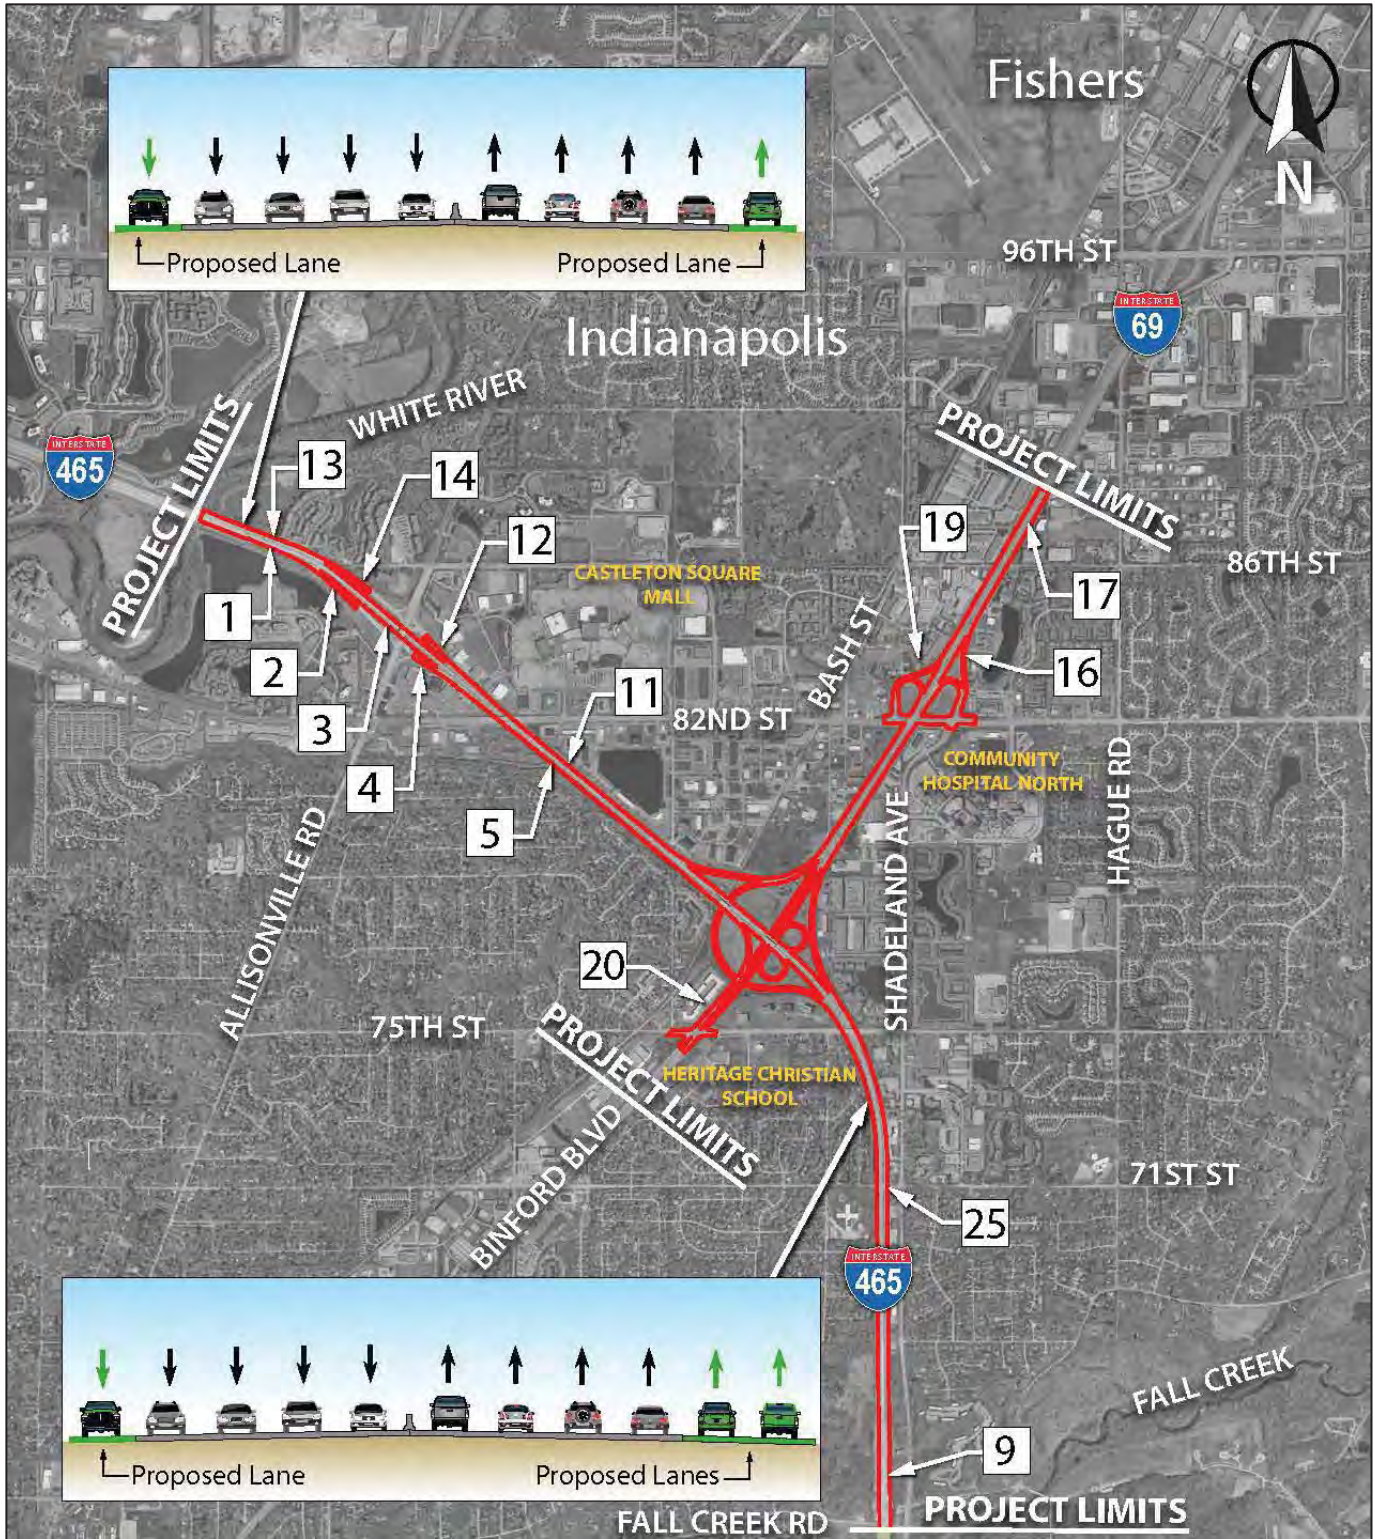 Fishers
N
96TH ST
Proposed Lane
Proposed Lane
INTERSTATE
69
Indianapolis
WHITE RIVER
PROJECT LIMITS
INTERSTATE
465
PROJECT LIMITS
13
14
12
19
CASTLETON SQUARE
MALL
86TH ST
17
1
2
BASH ST
16
11
3
82ND ST
4
COMMUNITY
HOSPITAL NORTH
5
HAGUE RD
SHADELAND AVE
ALLISONVILLE RD
20
75TH ST
PROJECT LIMITS
HERITAGE CHRISTIAN
SCHOOL
BINFORD BLVD
71ST ST
25
INTERSTATE
465
FALL CREEK
9
Proposed Lane
Proposed Lanes
PROJECT LIMITS
FALL CREEK RD